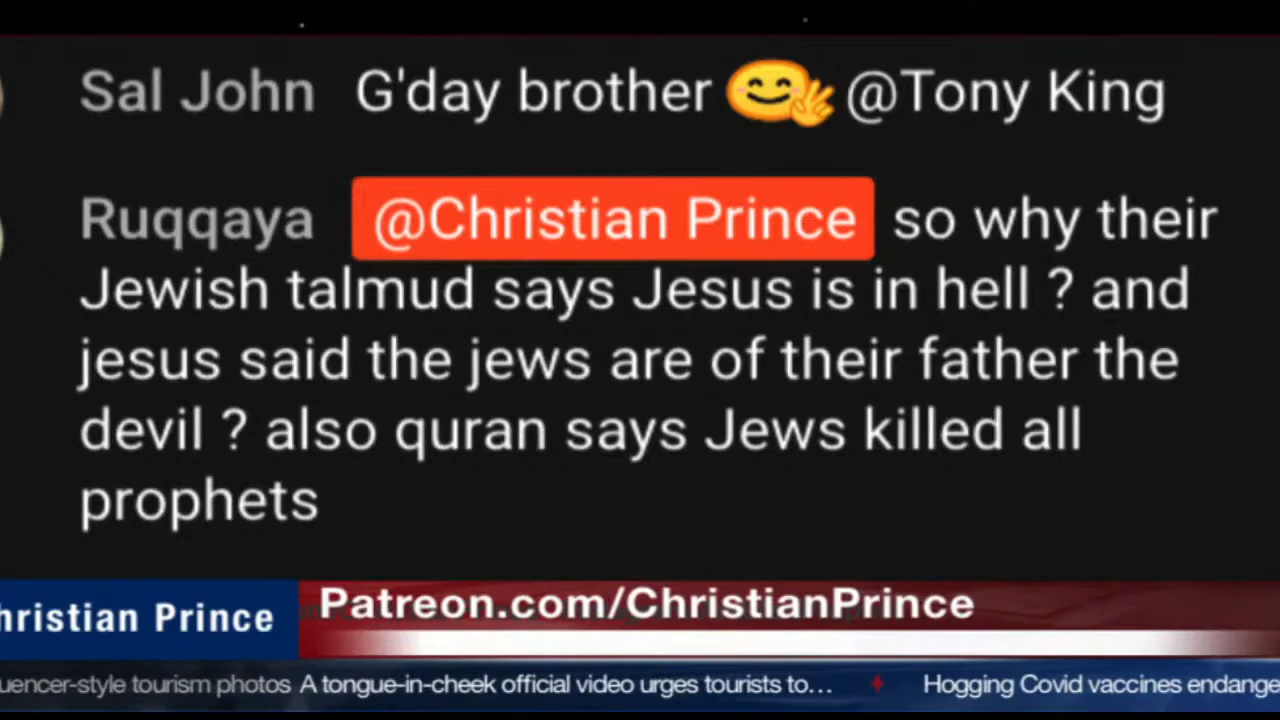 Sal John G'day brother 😊✌ @Tony King
Ruqqaya @Christian Prince so why their
Jewish talmud says Jesus is in hell ? and
jesus said the jews are of their father the
devil ? also quran says Jews killed all
prophets
hristian Prince Patreon.com/ChristianPrince
uencer-style tourism photos A tongue-in-cheek official video urges tourists to... ♦ Hogging Covid vaccines endange